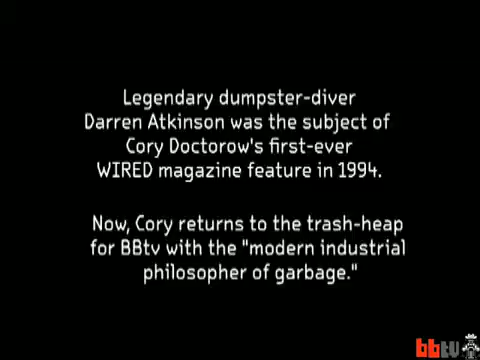 Legendary dumpster-diver
Darren Atkinson was the subject of
Cory Doctorow's first-ever
WIRED magazine feature in 1994.
Now, Cory returns to the trash-heap
for BBtv with the "modern industrial
philosopher of garbage."
bbtv